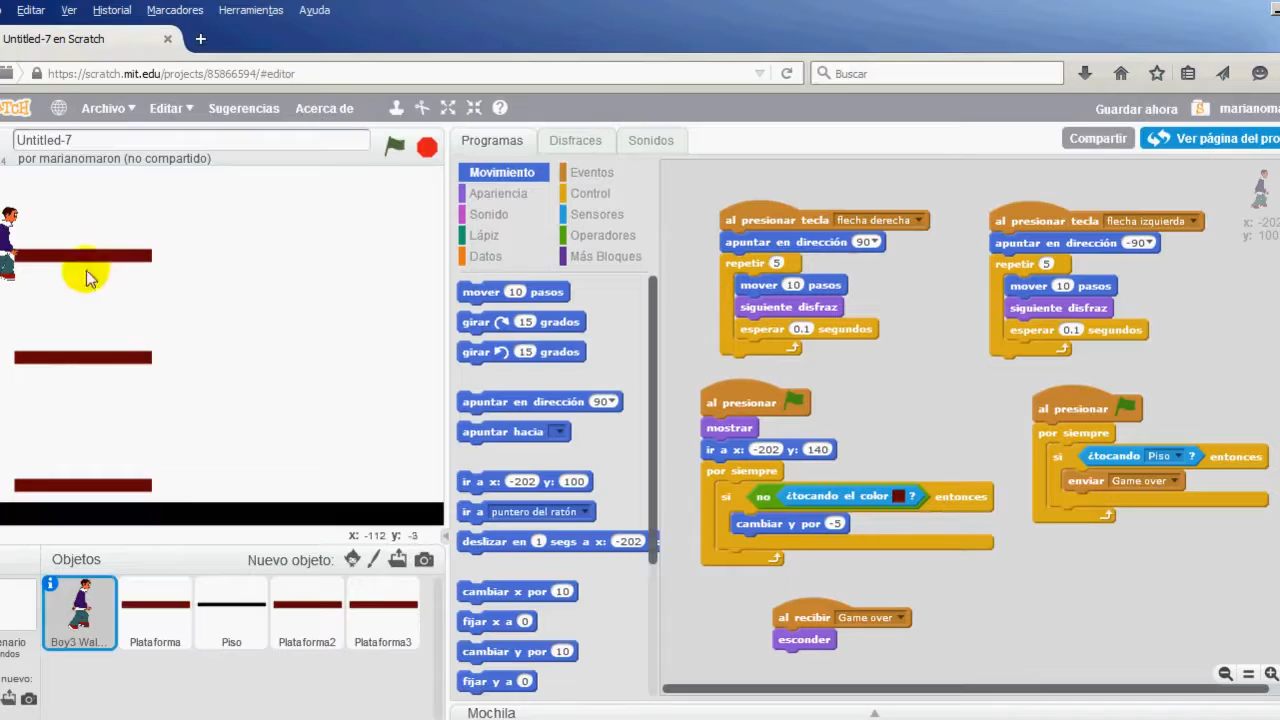 Editar Ver Historial Marcadores Herramientas Ayuda
Untitled-7 en Scratch × +
https://scratch.mit.edu/projects/85866594/#editor
Buscar
Archivo Editar Sugerencias Acerca de
Guardar ahora
Untitled-7
por marianomaron (no compartido)
Programas Disfraces Sonidos
Compartir
Ver página del pro
Movimiento Eventos
Apariencia Control
Sonido Sensores
Lápiz Operadores
Datos Más Bloques
mover 10 pasos
girar 15 grados
girar 15 grados
apuntar en dirección 90
apuntar hacia
ir a x: -202 y: 100
ir a puntero del ratón
deslizar en 1 segs a x: -202
cambiar x por 10
fijar x a 0
cambiar y por 10
fijar y a 0
al presionar tecla flecha derecha
apuntar en dirección 90
repetir 5
mover 10 pasos
siguiente disfraz
esperar 0.1 segundos
al presionar tecla flecha izquierda
apuntar en dirección -90
repetir 5
mover 10 pasos
siguiente disfraz
esperar 0.1 segundos
x: -202
y: 100
al presionar
mostrar
ir a x: -202 y: 140
por siempre
si no ¿tocando el color ? entonces
cambiar y por -5
al presionar
por siempre
si ¿tocando Piso ? entonces
enviar Game over
al recibir Game over
esconder
x: -112 y: -3
Objetos Nuevo objeto:
Boy3 Wal... Plataforma Piso Plataforma2 Plataforma3
nuevo:
Mochila